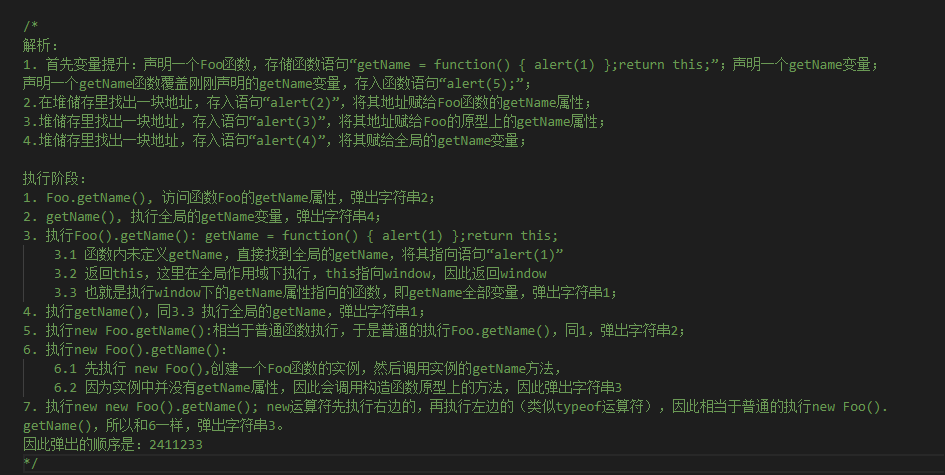 /*
解析：
1. 首先变量提升：声明一个Foo函数，存储函数语句“getName = function() { alert(1) };return this;”；声明一个getName变量；
声明一个getName函数覆盖刚刚声明的getName变量，存入函数语句“alert(5);”；
2.在堆储存里找出一块地址，存入语句“alert(2)”，将其地址赋给Foo函数的getName属性；
3.堆储存里找出一块地址，存入语句“alert(3)”，将其地址赋给Foo的原型上的getName属性；
4.堆储存里找出一块地址，存入语句“alert(4)”，将其赋给全局的getName变量；
执行阶段：
1. Foo.getName(), 访问函数Foo的getName属性，弹出字符串2；
2. getName(), 执行全局的getName变量，弹出字符串4；
3. 执行Foo().getName(): getName = function() { alert(1) };return this;
3.1 函数内未定义getName，直接找到全局的getName，将其指向语句“alert(1)”
3.2 返回this，这里在全局作用域下执行，this指向window，因此返回window
3.3 也就是执行window下的getName属性指向的函数，即getName全部变量，弹出字符串1；
4. 执行getName()，同3.3 执行全局的getName，弹出字符串1；
5. 执行new Foo.getName():相当于普通函数执行，于是普通的执行Foo.getName()，同1，弹出字符串2；
6. 执行new Foo().getName():
6.1 先执行 new Foo(),创建一个Foo函数的实例，然后调用实例的getName方法，
6.2 因为实例中并没有getName属性，因此会调用构造函数原型上的方法，因此弹出字符串3
7. 执行new new Foo().getName(); new运算符先执行右边的，再执行左边的（类似typeof运算符），因此相当于普通的执行new Foo().
getName()，所以和6一样，弹出字符串3。
因此弹出的顺序是：2411233
*/